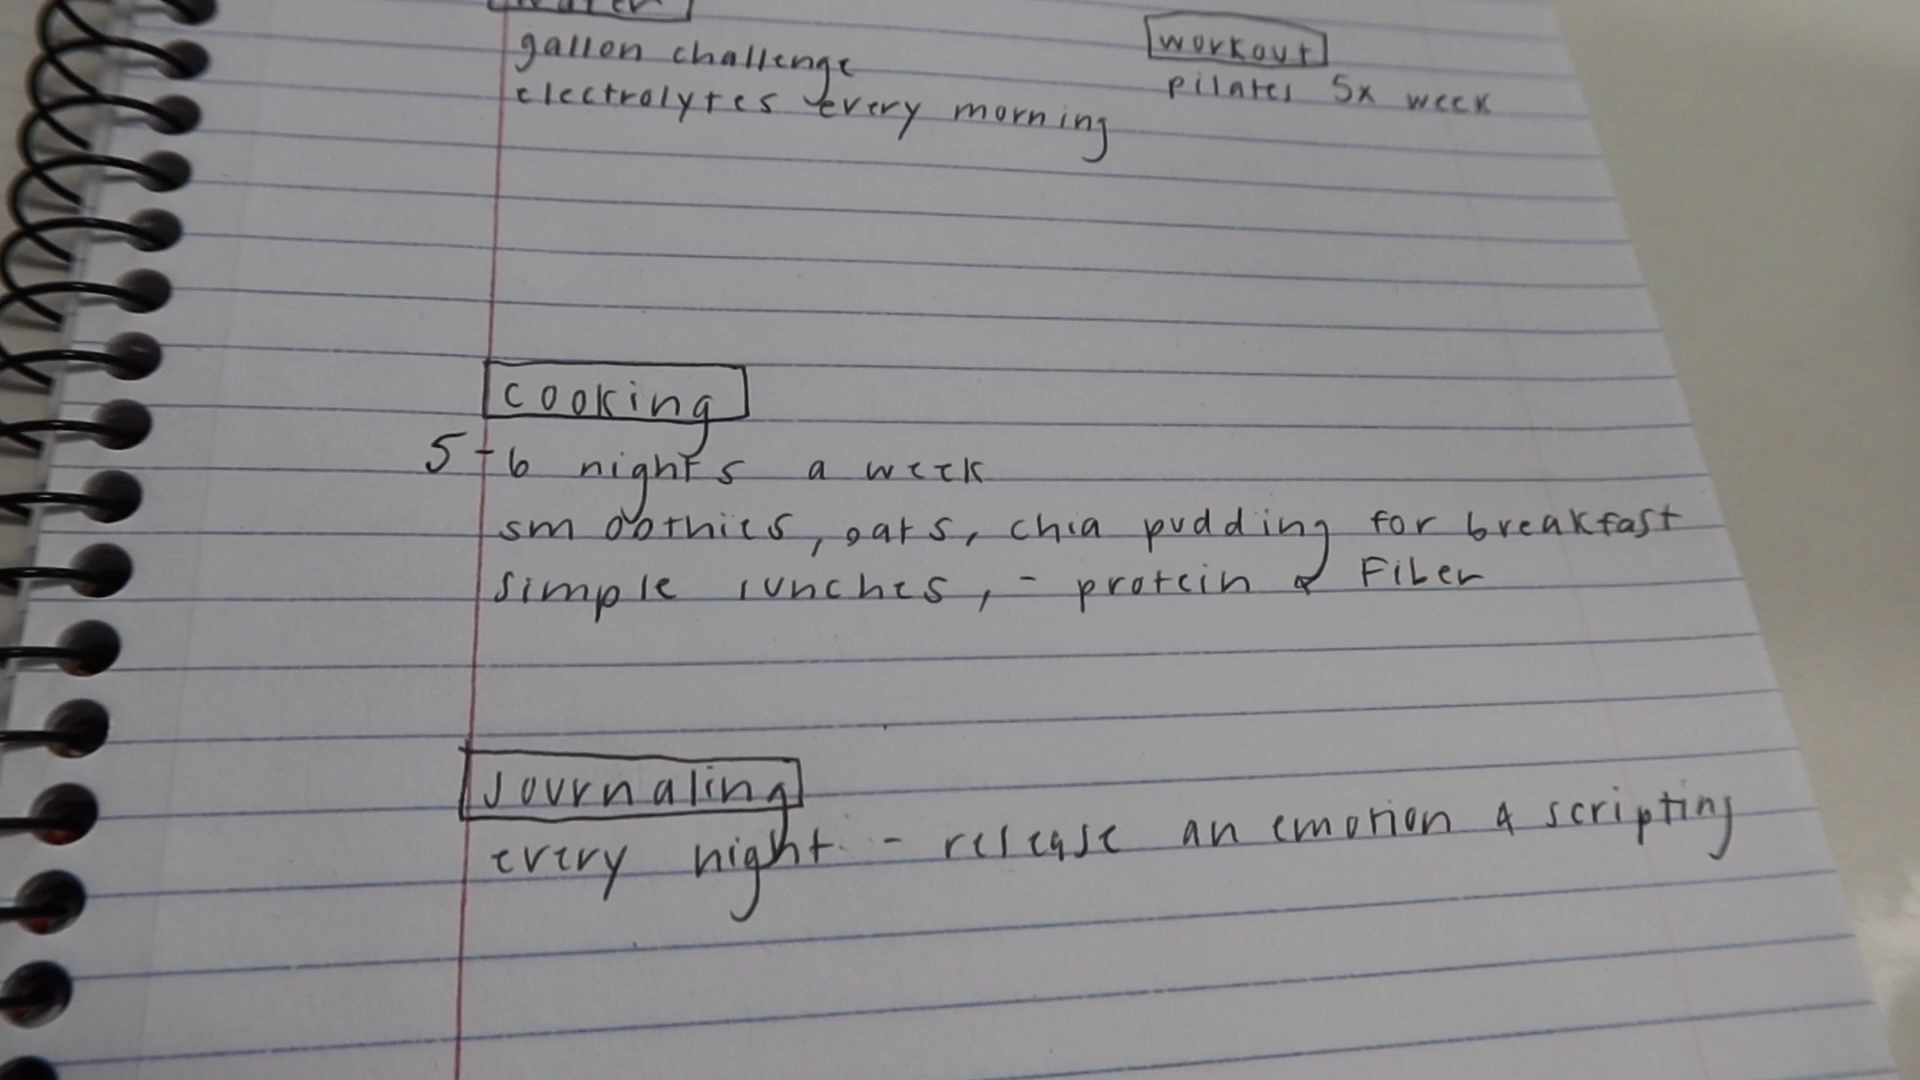 water
gallon challenge
electrolytes every morning
workout
pilates 5x week
cooking
5-6 nights a week
smoothies, oats, chia pudding for breakfast
simple lunches, - protein & Fiber
Journaling
every night - release an emotion & scripting